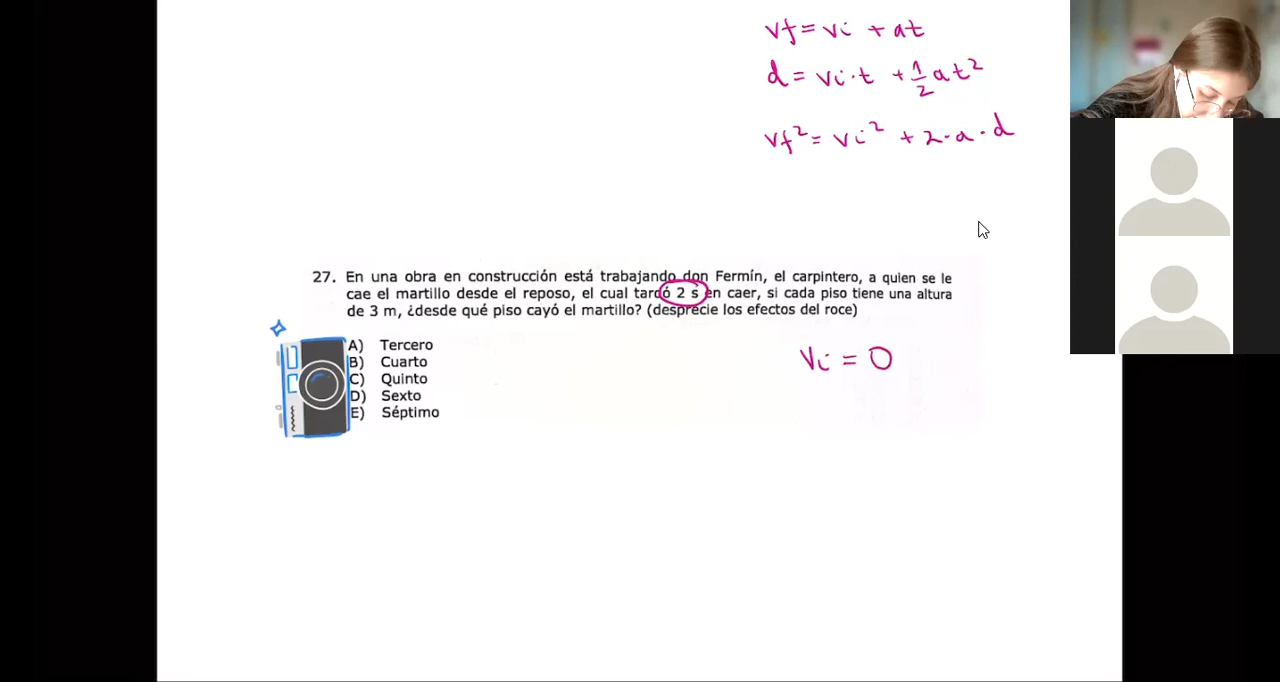 vf = vi + at
d = vi·t + 1/2 at²
vf² = vi² + 2·a·d
27. En una obra en construcción está trabajando don Fermín, el carpintero, a quien se le
cae el martillo desde el reposo, el cual tardó 2 s en caer, si cada piso tiene una altura
de 3 m, ¿desde qué piso cayó el martillo? (desprecie los efectos del roce)
A) Tercero
B) Cuarto
C) Quinto
D) Sexto
E) Séptimo
Vi = 0